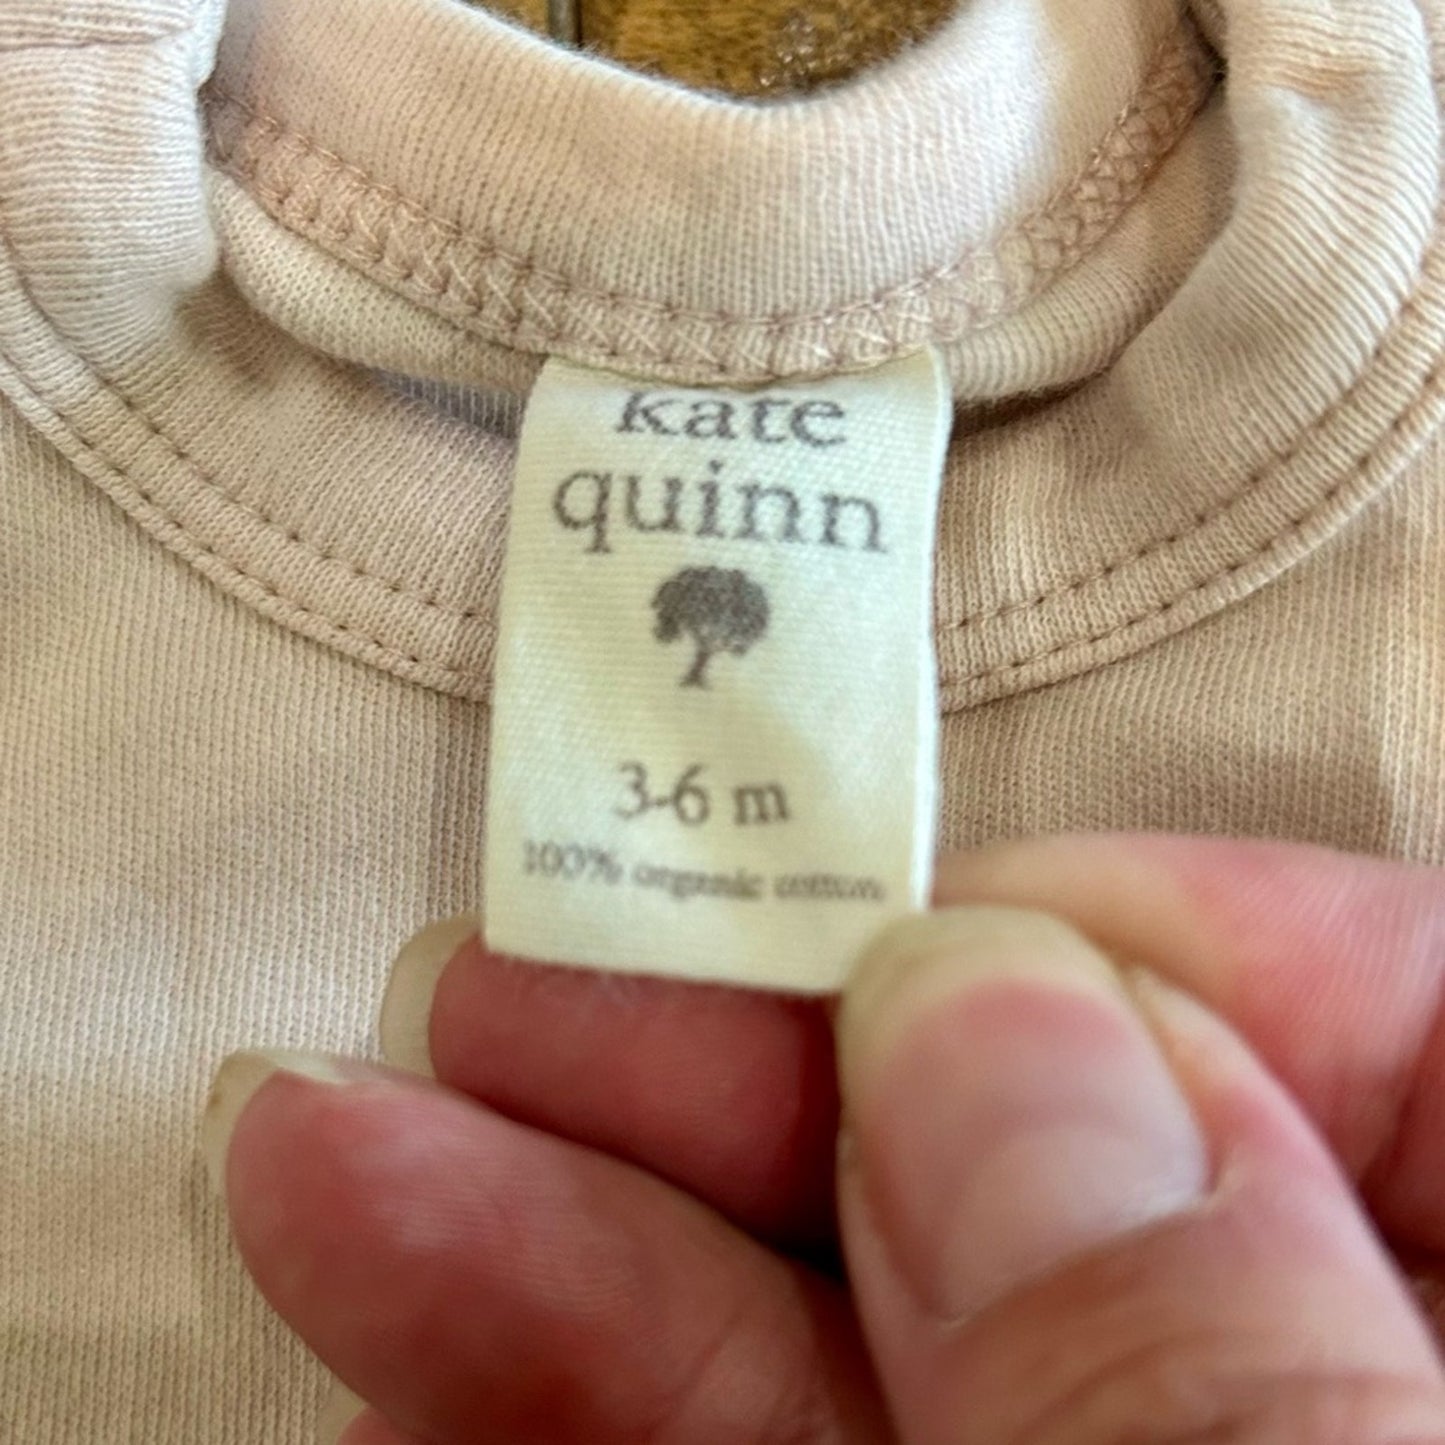 kate
quinn
3-6 m
100% organic cotton